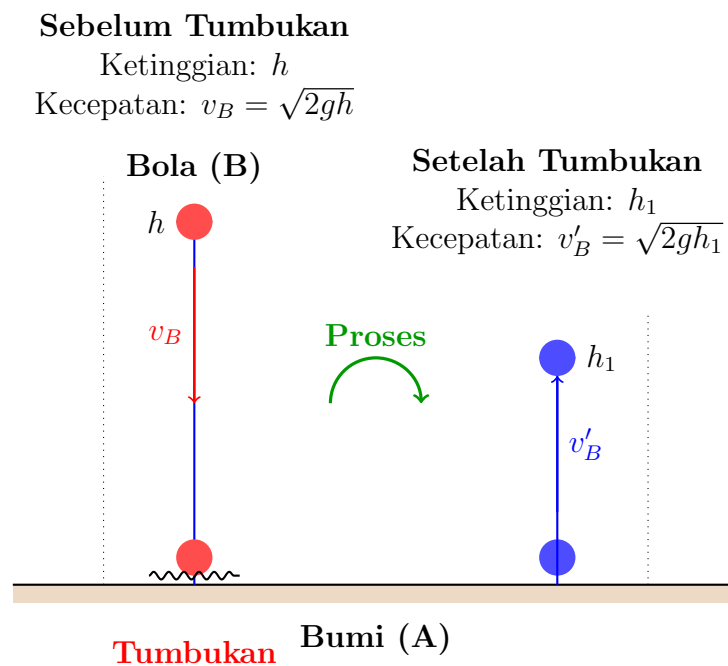 Sebelum Tumbukan
Ketinggian: h
Kecepatan: v_B = √2gh
Bola (B)
Setelah Tumbukan
Ketinggian: h₁
Kecepatan: v′_B = √2gh₁
h
v_B
Proses
h₁
v′_B
Bumi (A)
Tumbukan